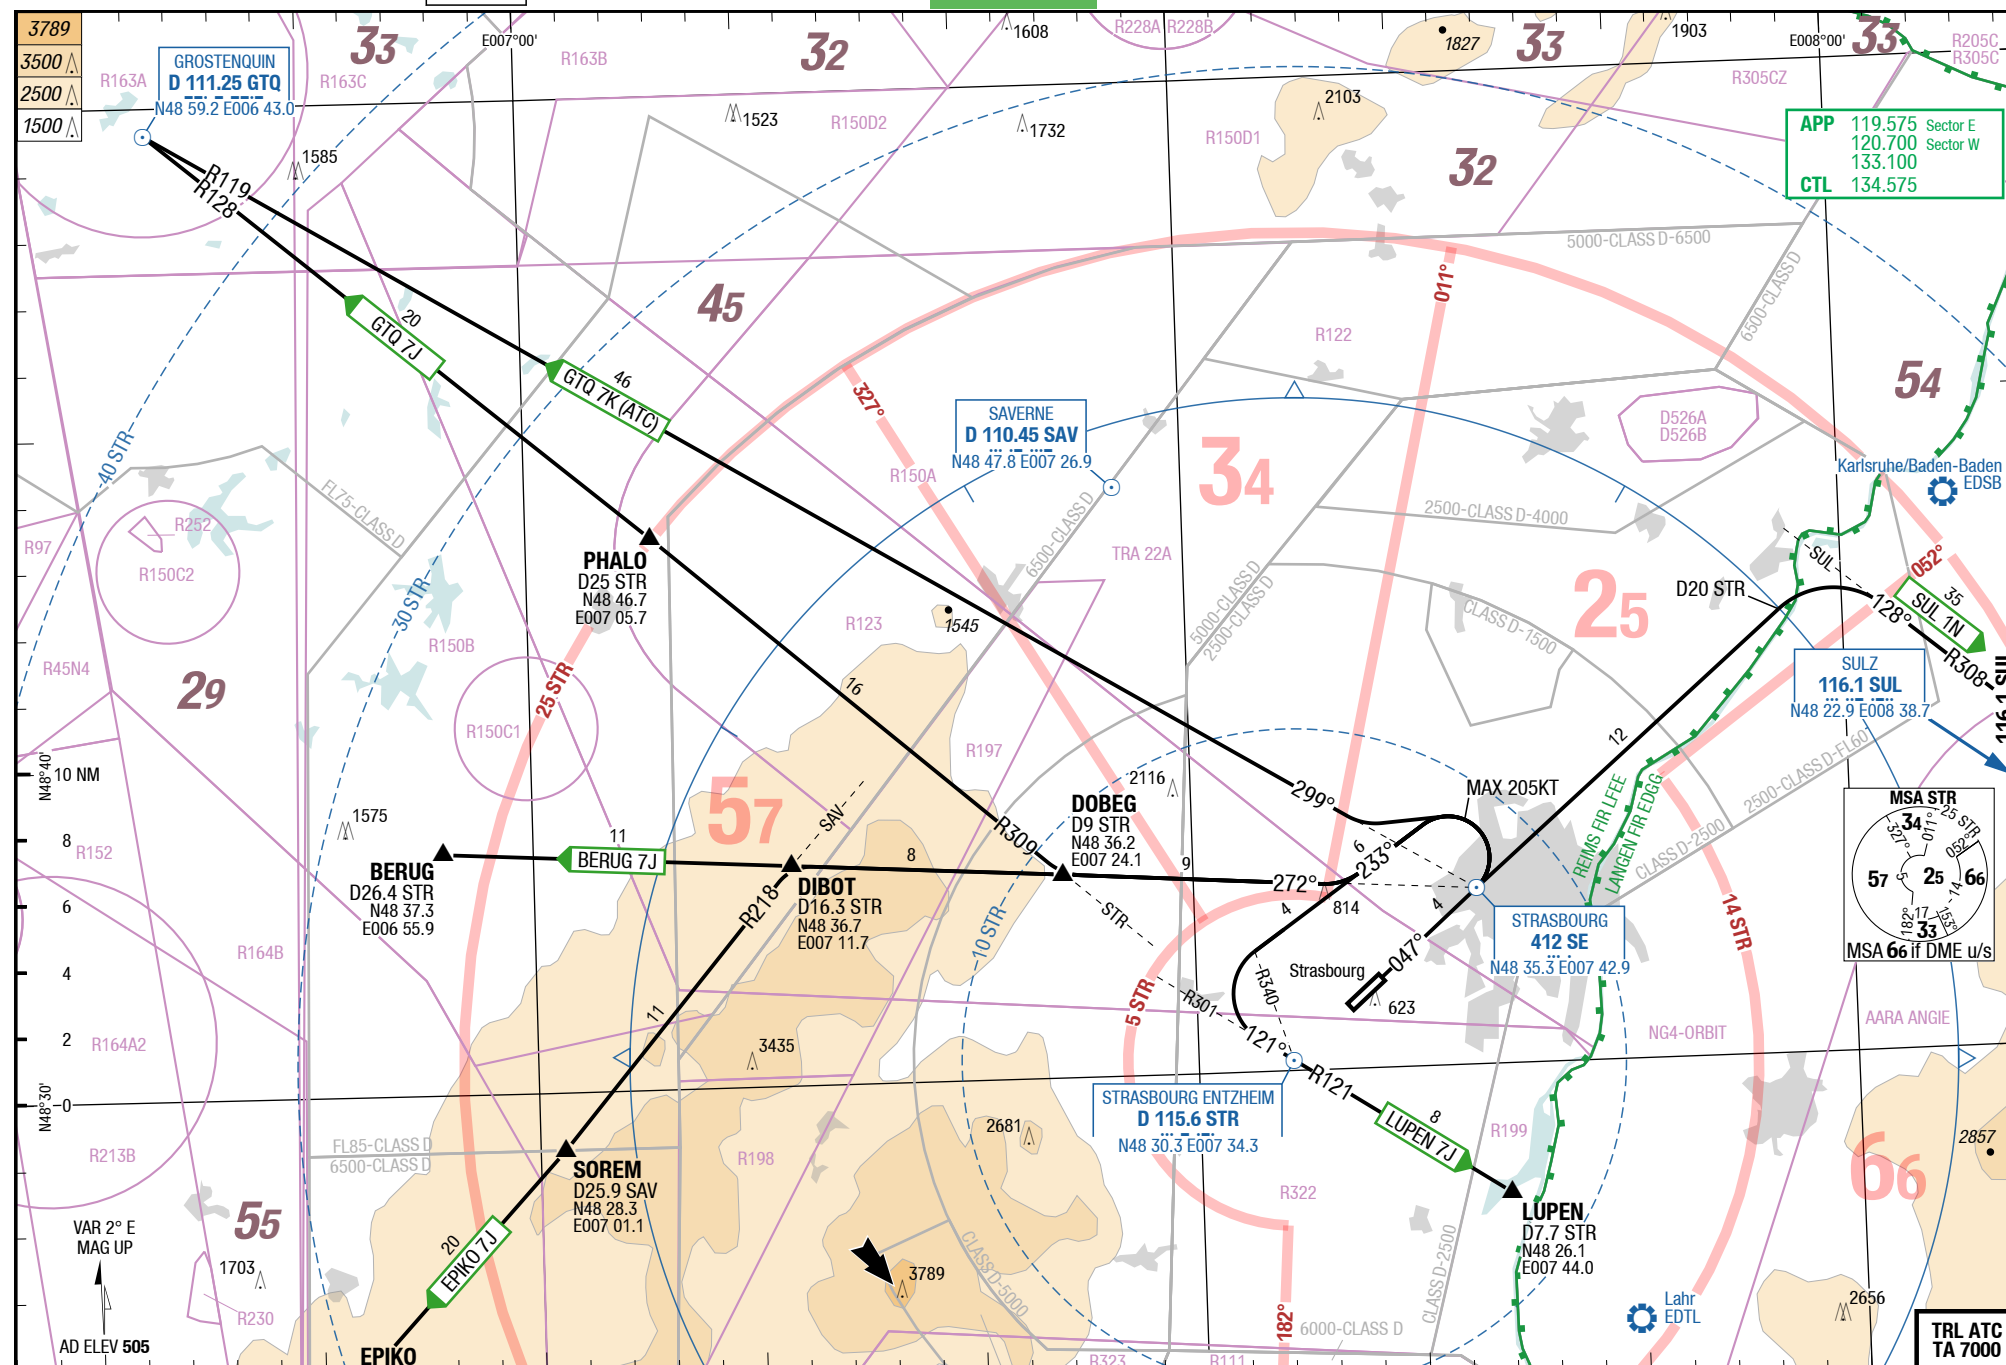 3789
3500
2500
1500
GROSTENQUIN
D 111.25 GTQ
N48 59.2 E006 43.0
R163A
R163C
33
E007°00'
R163B
32
1608
R228A
R228B
1827
33
1903
E008°00'
33
R205C
R305C
R305CZ
APP 119.575 Sector E
120.700 Sector W
133.100
CTL 134.575
1585
1523
R150D2
1732
2103
R150D1
32
R119
R128
5000-CLASS D-6500
6500-CLASS D
45
011°
R122
20
GTQ 7J
46
GTQ 7K (ATC)
327°
54
SAVERNE
D 110.45 SAV
N48 47.8 E007 26.9
D526A
D526B
40 STR
34
R150A
Karlsruhe/Baden-Baden
EDSB
FL75-CLASS D
R252
R97
R150C2
2500-CLASS D-4000
6500-CLASS D
TRA 22A
PHALO
D25 STR
N48 46.7
E007 05.7
SUL
052°
D20 STR
35
SUL 1N
128°
R308
116.1 SUL
30 STR
R150B
R123
1545
5000-CLASS D
2500-CLASS D
25
CLASS D-1500
R45N4
29
25 STR
16
SULZ
116.1 SUL
N48 22.9 E008 38.7
R150C1
R197
12
N48°40'
10 NM
8
6
4
2
0
N48°30'
57
SAV
2116
299°
MAX 205KT
REIMS FIR LFEE
LANGEN FIR EDGG
2500-CLASS D-FL60
CLASS D-2500
MSA STR
25 STR
34
327°
011°
052°
57
5
25
66
14
17
182°
153°
33
MSA 66 if DME u/s
1575
R152
11
BERUG 7J
BERUG
D26.4 STR
N48 37.3
E006 55.9
8
R309
DOBEG
D9 STR
N48 36.2
E007 24.1
9
272°
6
233°
DIBOT
D16.3 STR
N48 36.7
E007 11.7
R218
4
814
4
STRASBOURG
412 SE
N48 35.3 E007 42.9
14 STR
STR
10 STR
R164B
Strasbourg
047°
R340
5 STR
R301
623
11
R164A2
3435
121°
NG4-ORBIT
AARA ANGIE
STRASBOURG ENTZHEIM
D 115.6 STR
N48 30.3 E007 34.3
R121
8
LUPEN 7J
R199
2681
2857
R213B
FL85-CLASS D
6500-CLASS D
R198
SOREM
D25.9 SAV
N48 28.3
E007 01.1
R322
66
LUPEN
D7.7 STR
N48 26.1
E007 44.0
55
VAR 2° E
MAG UP
1703
20
EPIKO 7J
3789
CLASS D-5000
CLASS D-2500
182°
Lahr
EDTL
2656
R230
AD ELEV 505
EPIKO
6000-CLASS D
R323
R111
TRL ATC
TA 7000